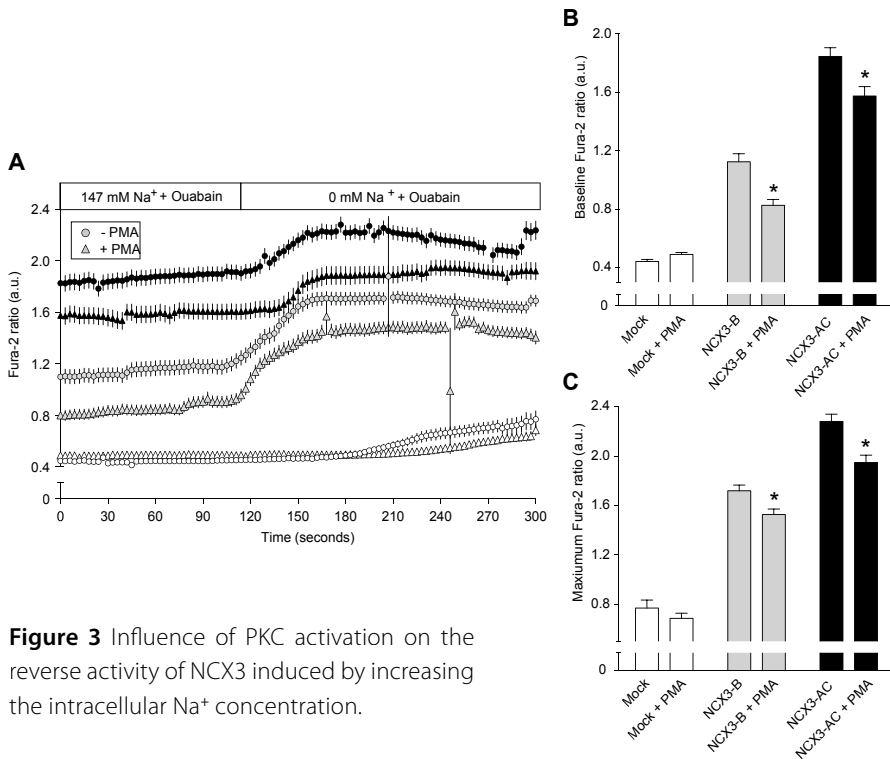 A
147 mM Na⁺ + Ouabain
0 mM Na⁺ + Ouabain
Fura-2 ratio (a.u.)
2.4
2.0
1.6
1.2
0.8
0.4
0
- PMA
+ PMA
0 30 60 90 120 150 180 210 240 270 300
Time (seconds)
B
Baseline Fura-2 ratio (a.u.)
2.0
1.6
1.2
0.8
0.4
0
*
*
Mock
Mock + PMA
NCX3-B
NCX3-B + PMA
NCX3-AC
NCX3-AC + PMA
C
Maxiumum Fura-2 ratio (a.u.)
2.4
2.0
1.6
1.2
0.8
0
*
*
Mock
Mock + PMA
NCX3-B
NCX3-B + PMA
NCX3-AC
NCX3-AC + PMA
Figure 3 Influence of PKC activation on the
reverse activity of NCX3 induced by increasing
the intracellular Na⁺ concentration.